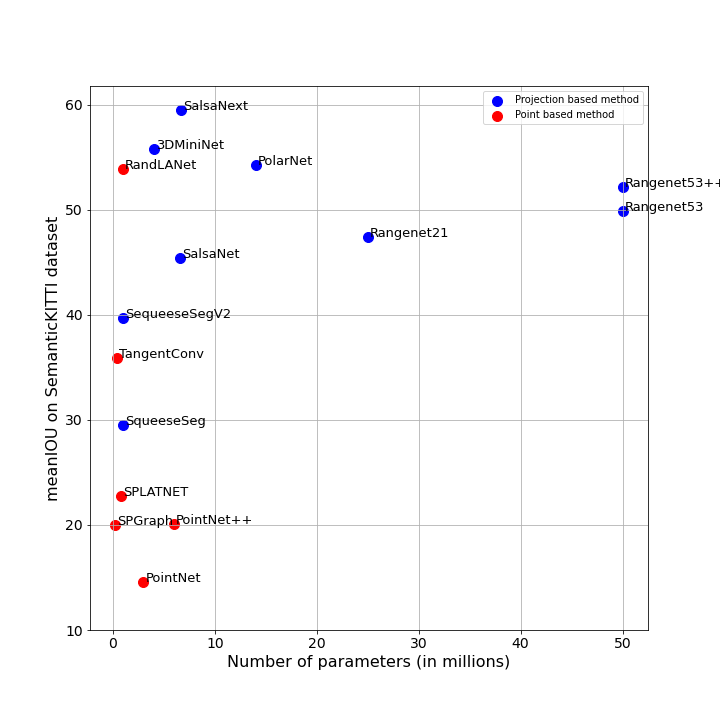 60
SalsaNext
Projection based method
Point based method
3DMiniNet
RandLANet
PolarNet
Rangenet53++
50
Rangenet53
Rangenet21
SalsaNet
meanIOU on SemanticKITTI dataset
40
SequeeseSegV2
TangentConv
30
SqueeseSeg
SPLATNET
20
SPGraph
PointNet++
PointNet
10
0 10 20 30 40 50
Number of parameters (in millions)